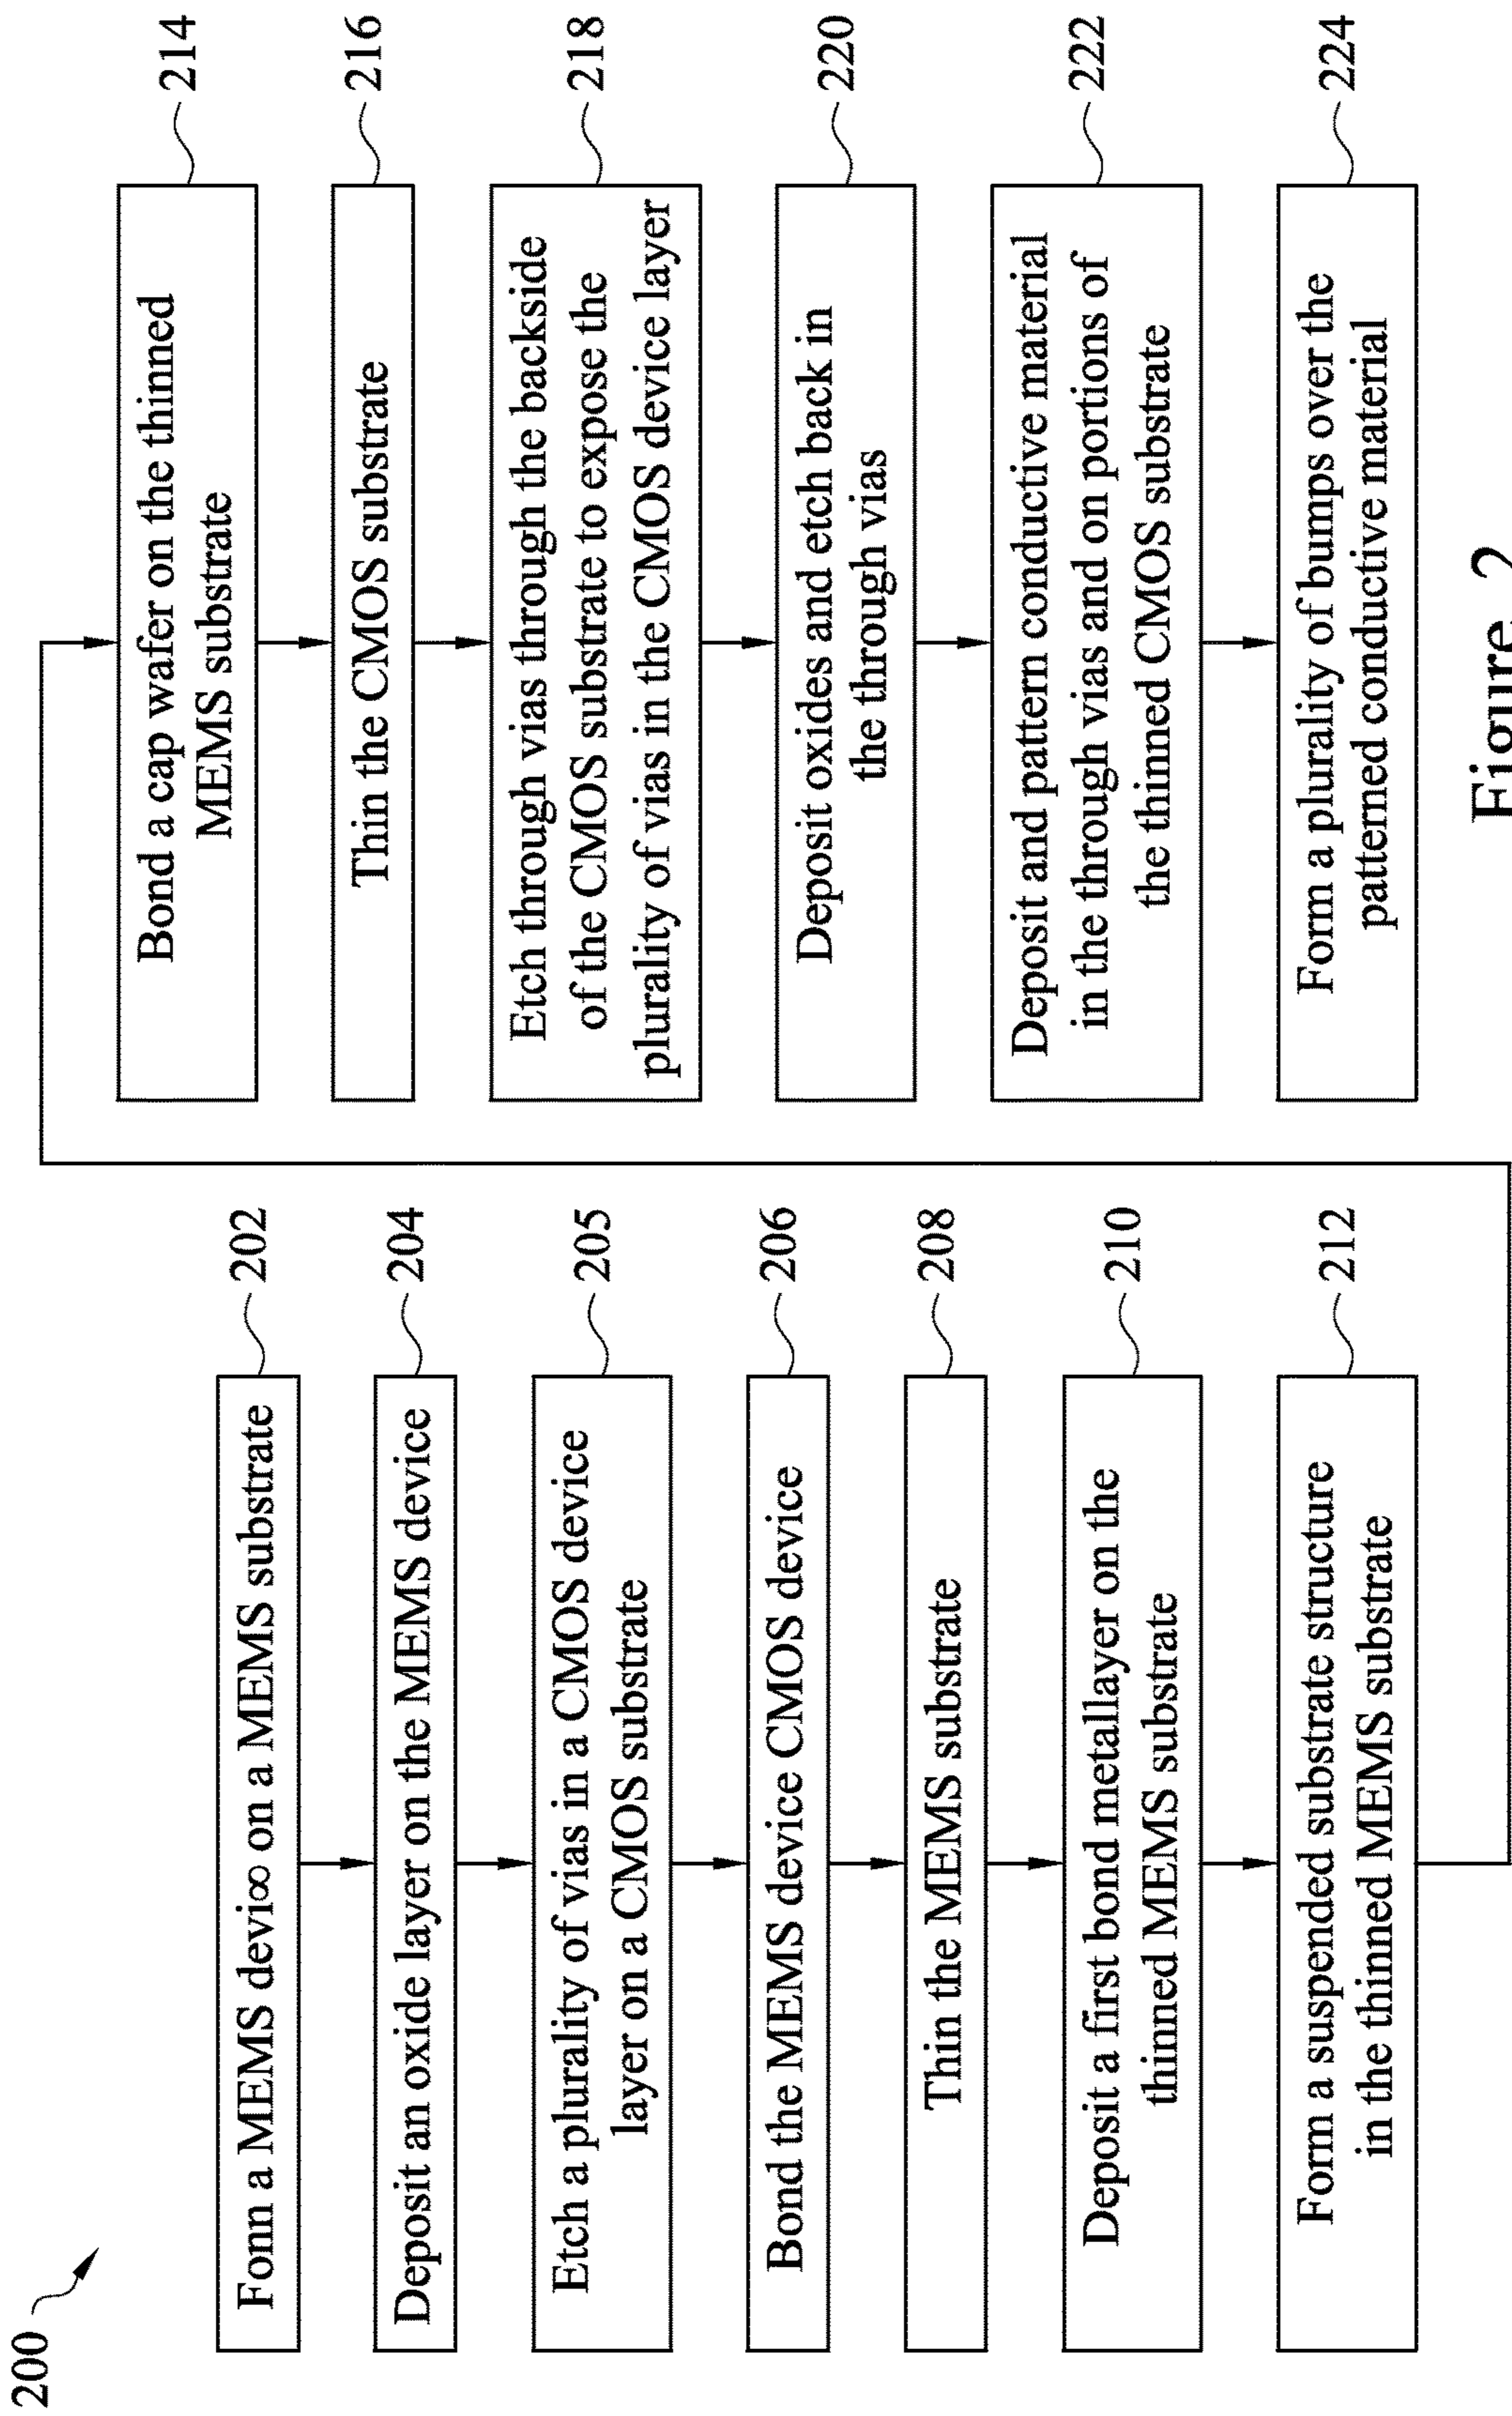 200
Fonn a MEMS devi∞ on a MEMS substrate
202
Deposit an oxide layer on the MEMS device
204
Etch a plurality of vias in a CMOS device
layer on a CMOS substrate
205
Bond the MEMS device CMOS device
206
Thin the MEMS substrate
208
Deposit a first bond metallayer on the
thinned MEMS substrate
210
Form a suspended substrate structure
in the thinned MEMS substrate
212
Bond a cap wafer on the thinned
MEMS substrate
214
Thin the CMOS substrate
216
Etch through vias through the backside
of the CMOS substrate to expose the
plurality of vias in the CMOS device layer
218
Deposit oxides and etch back in
the through vias
220
Deposit and pattern conductive material
in the through vias and on portions of
the thinned CMOS substrate
222
Form a plurality of bumps over the
patterned conductive material
224
Figure 2